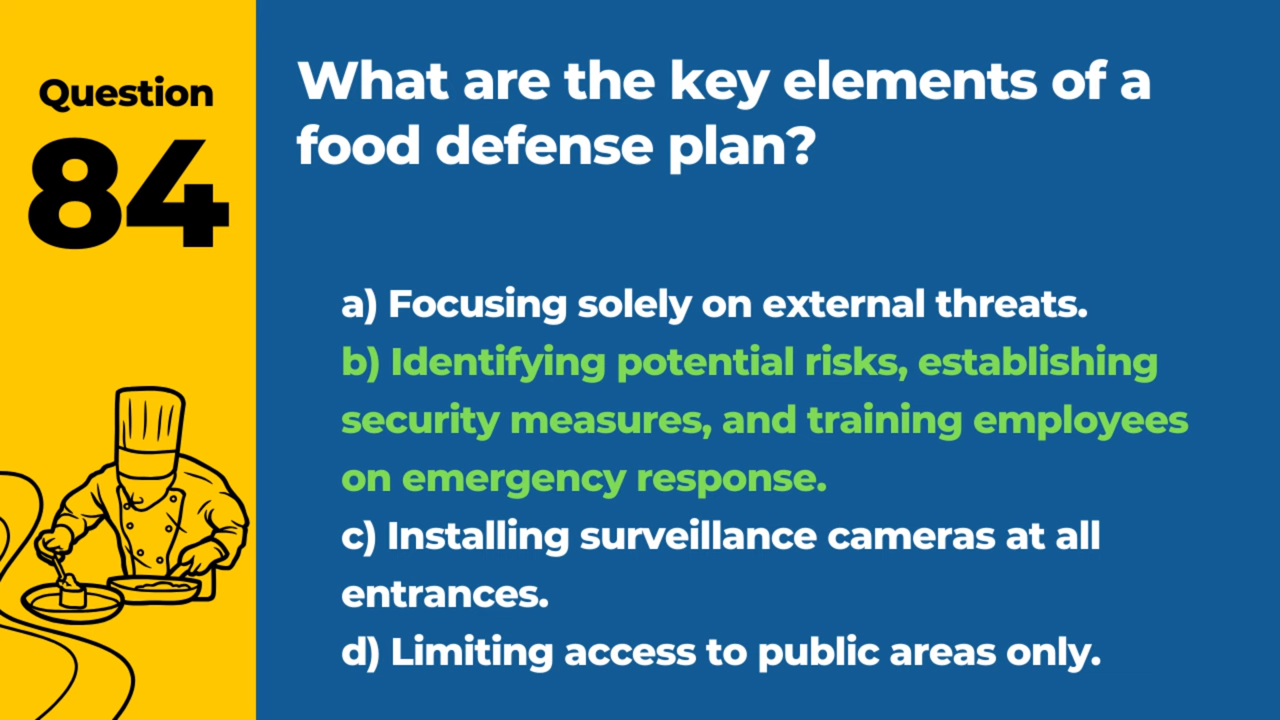 Question
84
What are the key elements of a
food defense plan?
a) Focusing solely on external threats.
b) Identifying potential risks, establishing
security measures, and training employees
on emergency response.
c) Installing surveillance cameras at all
entrances.
d) Limiting access to public areas only.